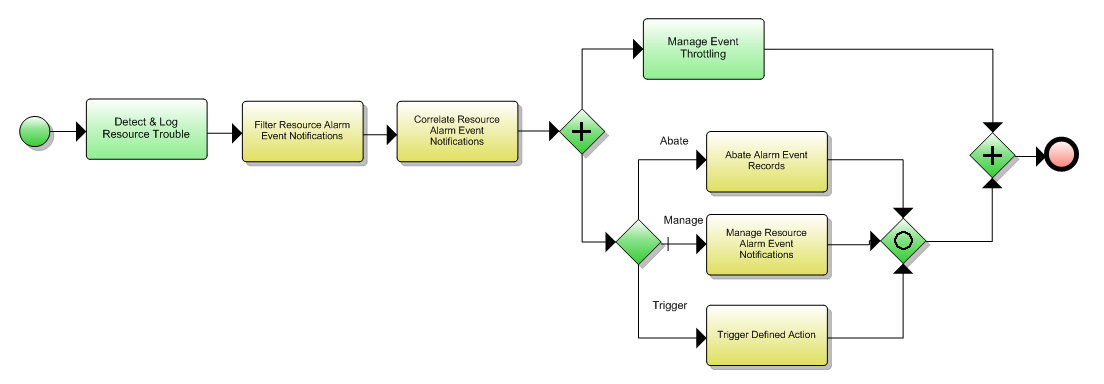 Manage Event
Throttling
Detect & Log
Resource Trouble
Filter Resource Alarm
Event Notifications
Correlate Resource
Alarm Event
Notifications
Abate
Abate Alarm Event
Records
Manage
Manage Resource
Alarm Event
Notifications
Trigger
Trigger Defined Action